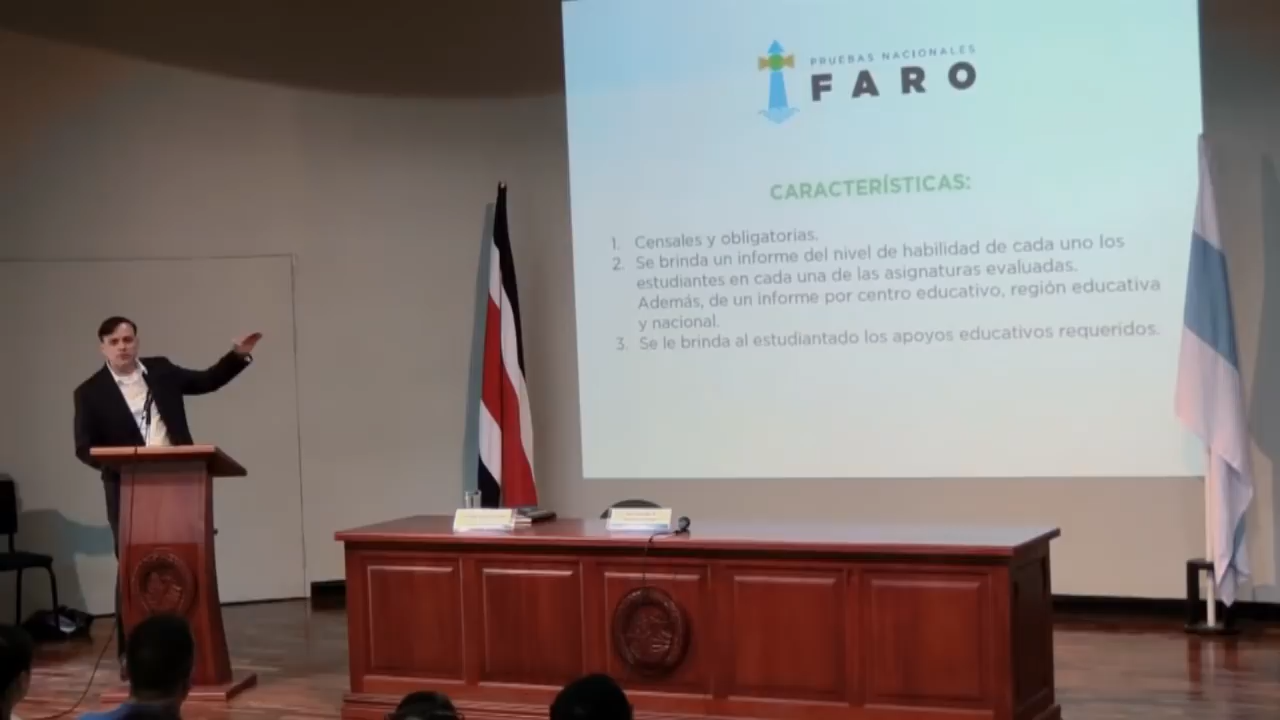 PRUEBAS NACIONALES
FARO
CARACTERÍSTICAS:
1. Censales y obligatorias.
2. Se brinda un informe del nivel de habilidad de cada uno los
estudiantes en cada una de las asignaturas evaluadas.
Además, de un informe por centro educativo, región educativa
y nacional.
3. Se le brinda al estudiantado los apoyos educativos requeridos.